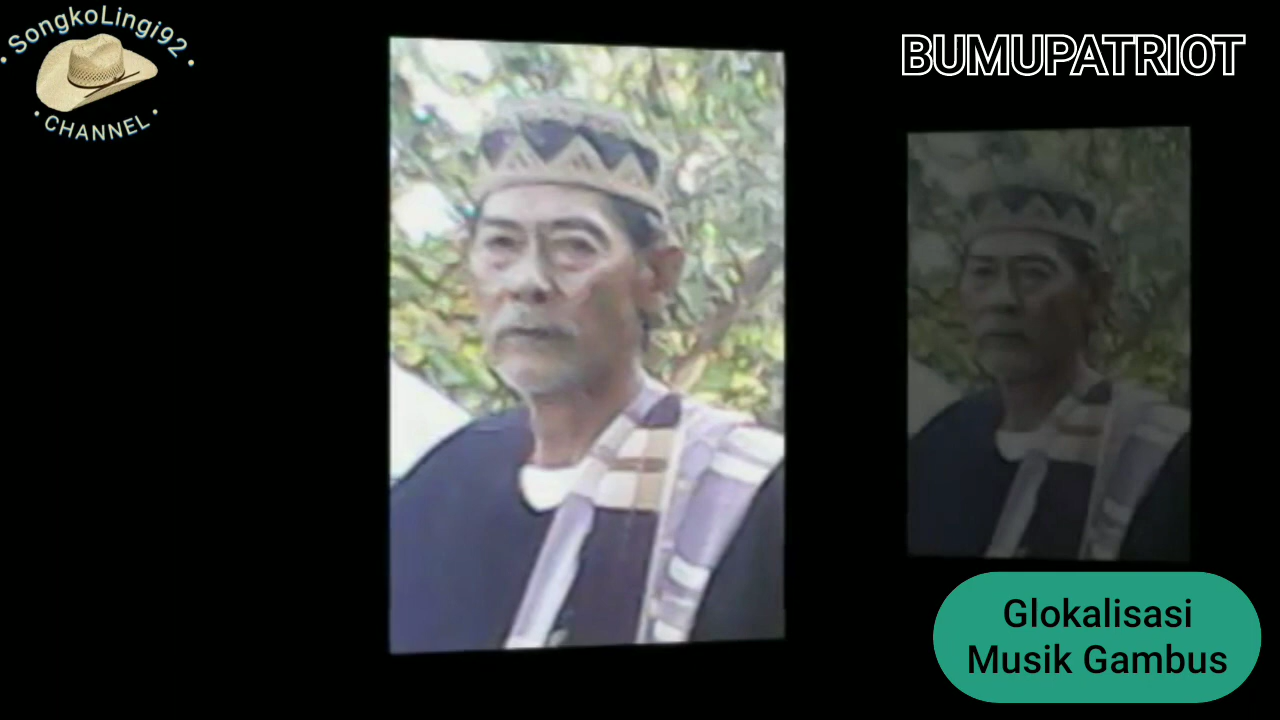 SongkoLingi92
CHANNEL
BUMUPATRIOT
Glokalisasi
Musik Gambus